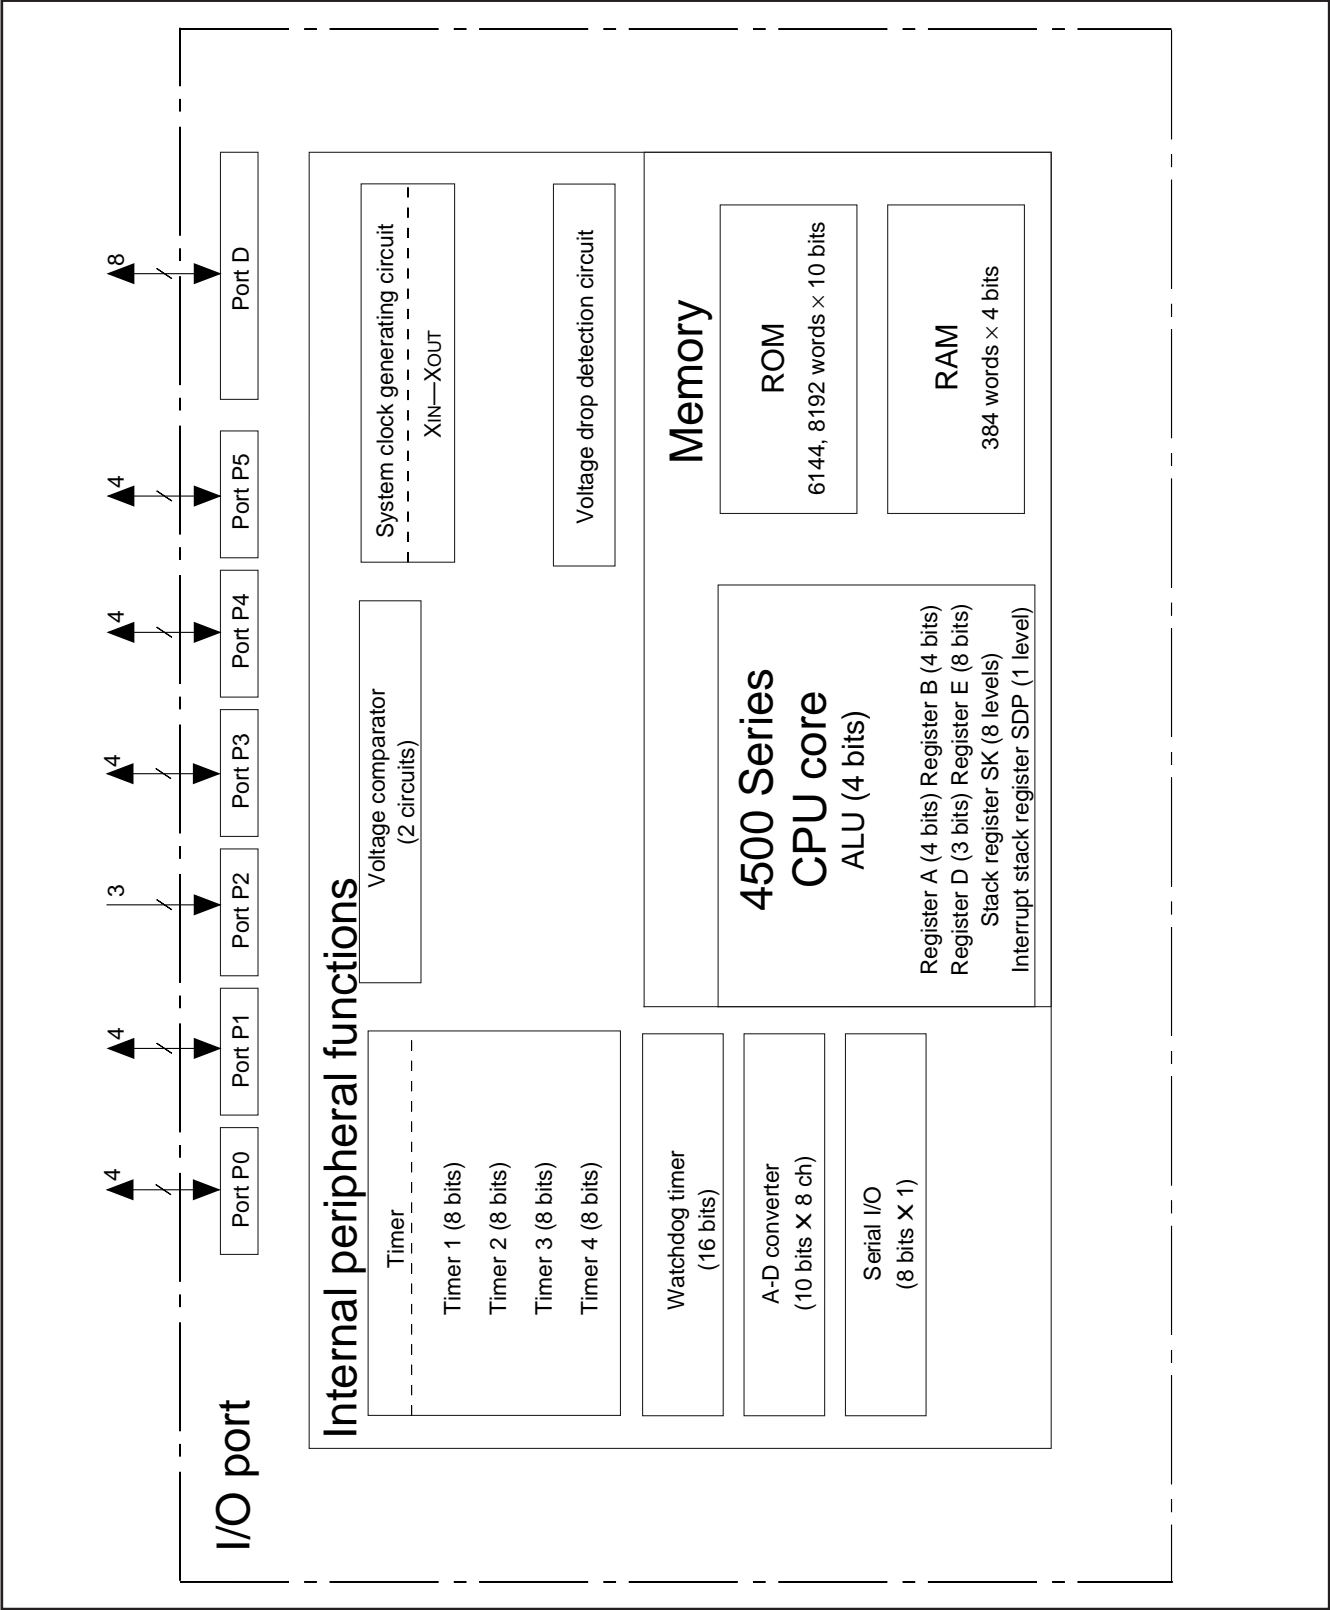 I/O port
4
4
3
4
4
4
8
Port P0
Port P1
Port P2
Port P3
Port P4
Port P5
Port D
Internal peripheral functions
Timer
Timer 1 (8 bits)
Timer 2 (8 bits)
Timer 3 (8 bits)
Timer 4 (8 bits)
Watchdog timer
(16 bits)
A-D converter
(10 bits ✕ 8 ch)
Serial I/O
(8 bits ✕ 1)
Voltage comparator
(2 circuits)
System clock generating circuit
XIN—XOUT
Voltage drop detection circuit
4500 Series
CPU core
ALU (4 bits)
Register A (4 bits) Register B (4 bits)
Register D (3 bits) Register E (8 bits)
Stack register SK (8 levels)
Interrupt stack register SDP (1 level)
Memory
ROM
6144, 8192 words × 10 bits
RAM
384 words × 4 bits